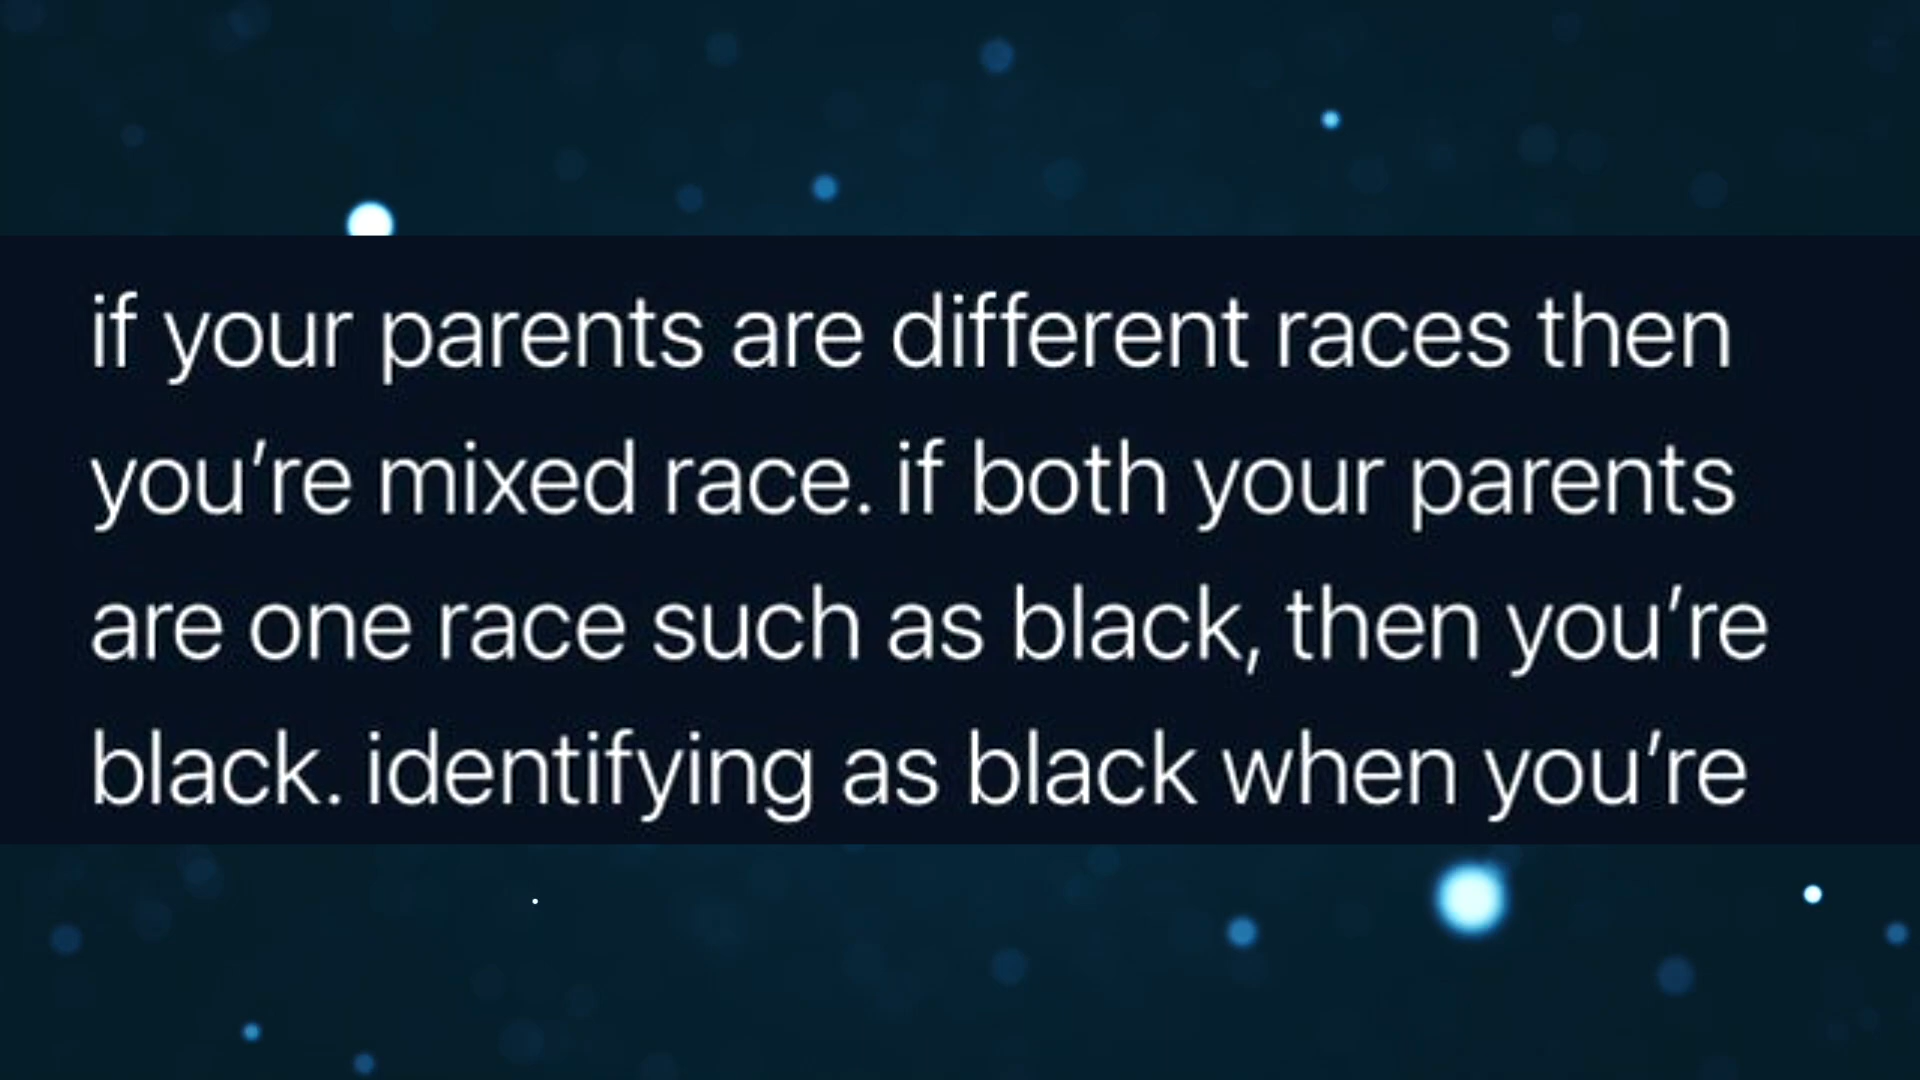 if your parents are different races then
you’re mixed race. if both your parents
are one race such as black, then you’re
black. identifying as black when you’re